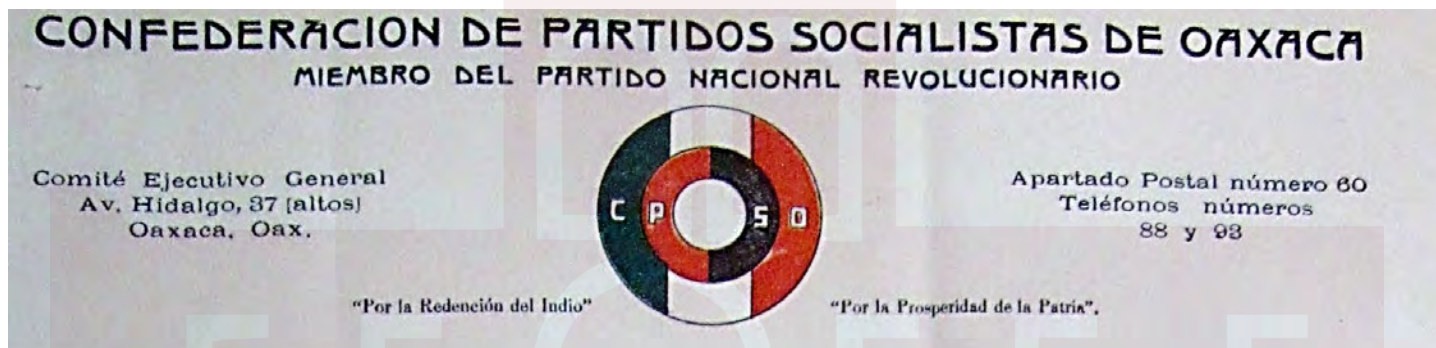 CONFEDERACION DE PARTIDOS SOCIALISTAS DE OAXACA
MIEMBRO DEL PARTIDO NACIONAL REVOLUCIONARIO
Comité Ejecutivo General
Av. Hidalgo, 37 (altos)
Oaxaca, Oax.
C P S O
Apartado Postal número 60
Teléfonos números
88 y 93
"Por la Redención del Indio"
"Por la Prosperidad de la Patria".